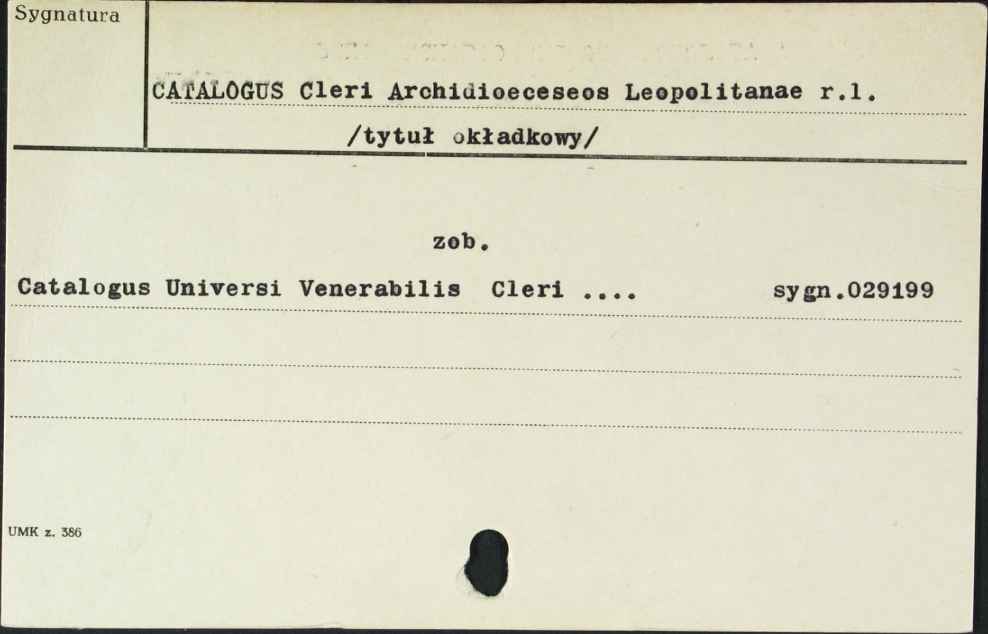 Sygnatura
CATALOGUS Cleri Archidioeceseos Leopolitanae r.l.
/tytuł okładkowy/
zob.
Catalogus Universi Venerabilis Cleri .... sygn.029199
UMK z. 386